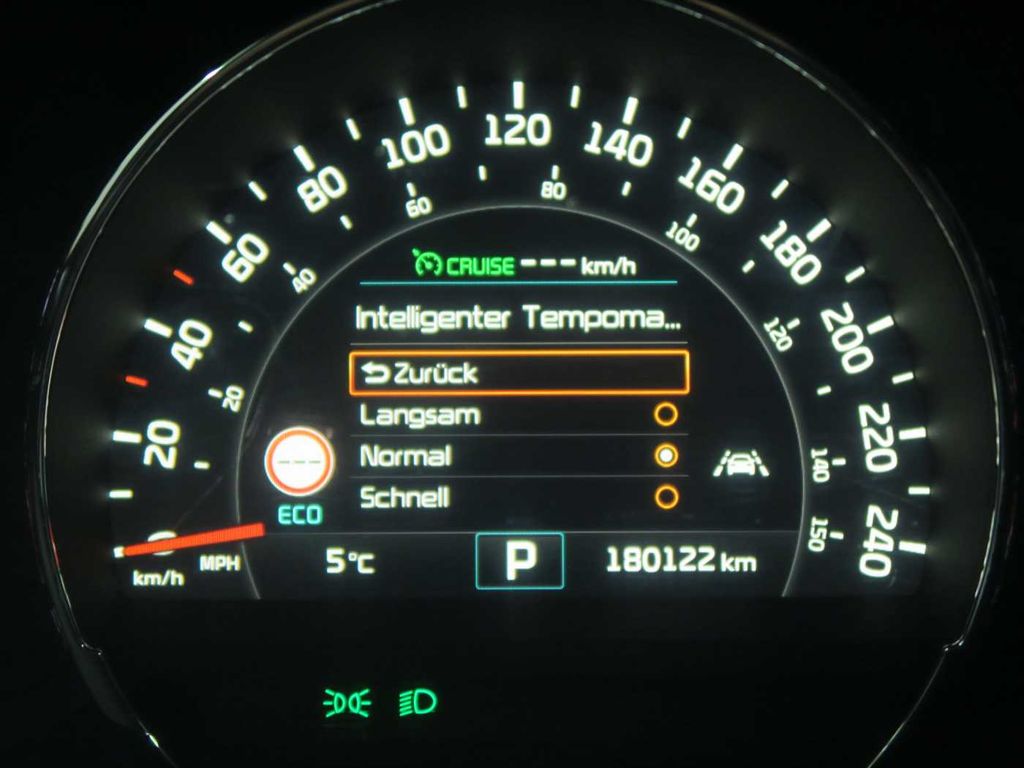 120
100 140
80 160
80
60 100
60 180
40 120
CRUISE --- km/h
40 200
Intelligenter Tempoma...
20 Zurück
Langsam
20 220
Normal 140
Schnell
ECO 150
240
MPH 5°C P 180122 km
km/h